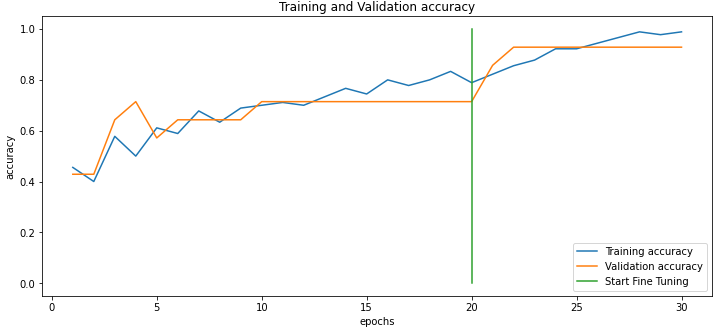 Training and Validation accuracy
1.0
0.8
0.6
0.4
0.2
0.0
accuracy
0
5
10
15
20
25
30
epochs
Training accuracy
Validation accuracy
Start Fine Tuning